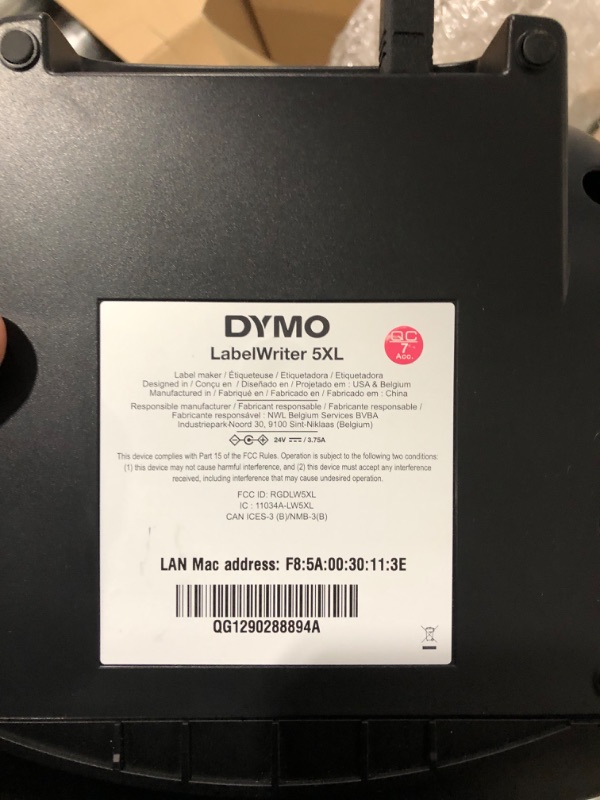 DYMO
LabelWriter 5XL
QC
7
Acc.
Label maker / Étiqueteuse / Etiquetadora / Etiquetadora
Designed in / Conçu en / Diseñado en / Projetado em : USA & Belgium
Manufactured in / Fabriqué en / Fabricado en / Fabricado em : China
Responsible manufacturer / Fabricant responsable / Fabricante responsable /
Fabricante responsável : NWL Belgium Services BVBA
Industriepark-Noord 30, 9100 Sint-Niklaas (Belgium)
24V ⎓ / 3.75A
This device complies with Part 15 of the FCC Rules. Operation is subject to the following two conditions:
(1) this device may not cause harmful interference, and (2) this device must accept any interference
received, including interference that may cause undesired operation.
FCC ID: RGDLW5XL
IC : 11034A-LW5XL
CAN ICES-3 (B)/NMB-3(B)
LAN Mac address: F8:5A:00:30:11:3E
QG1290288894A